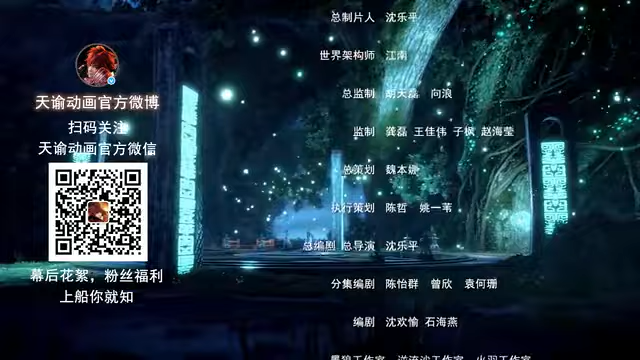 天谕动画官方微博
扫码关注
天谕动画官方微信
幕后花絮，粉丝福利
上船你就知
总制片人 沈乐平
世界架构师 江南
总监制 胡天磊 向浪
监制 龚磊 王佳伟 子枫 赵海莹
总策划 魏本娜
执行策划 陈哲 姚一苇
总编剧 总导演 沈乐平
分集编剧 陈怡群 曾欣 袁何珊
编剧 沈欢愉 石海燕